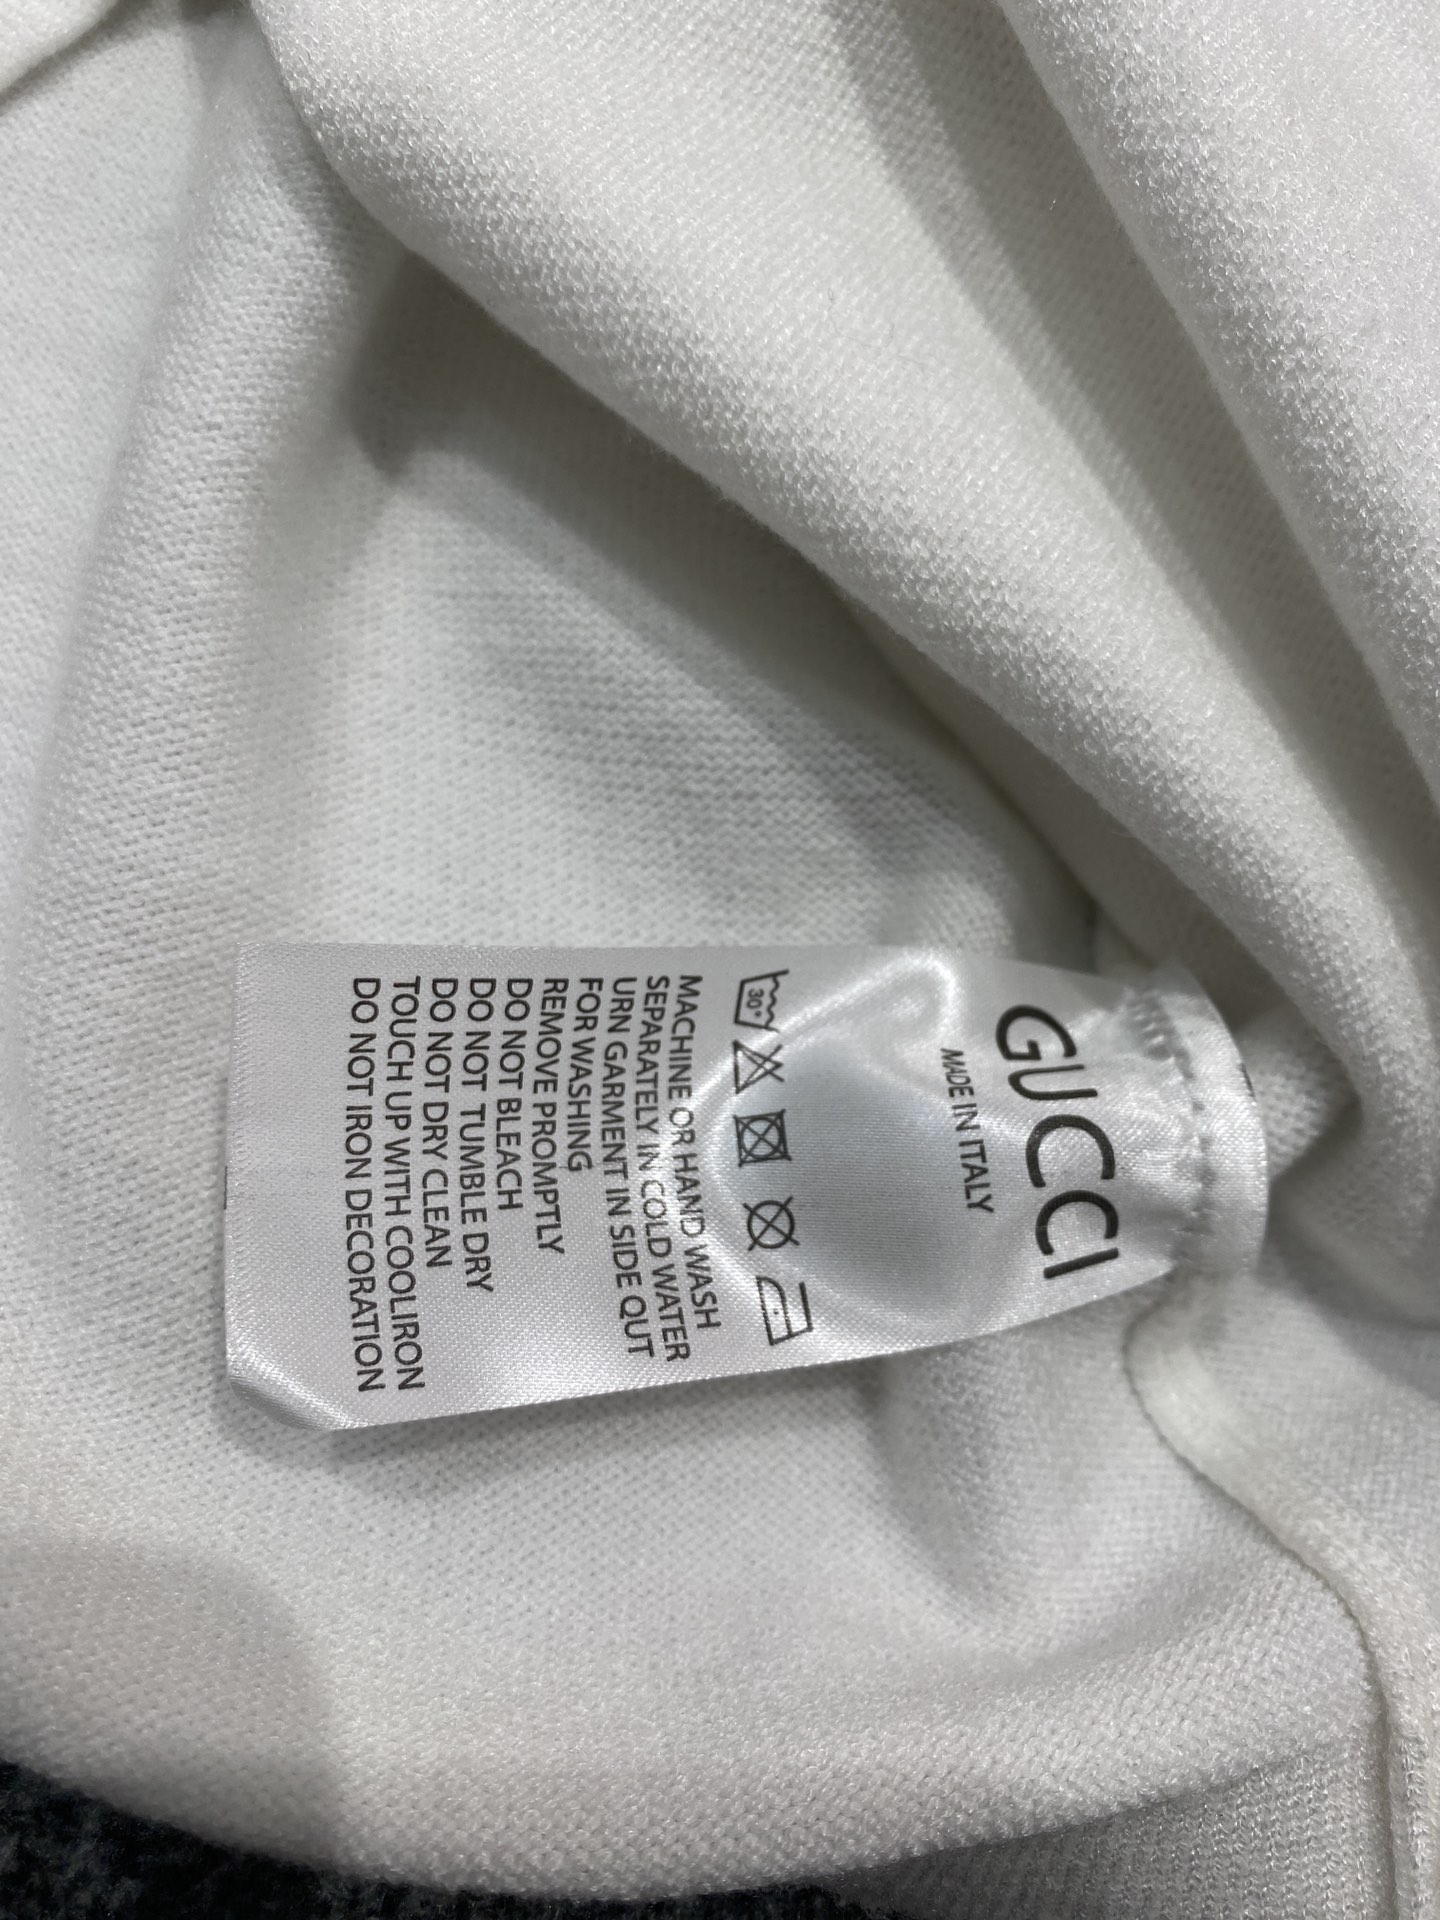 GUCCI
MADE IN ITALY
30°
MACHINE OR HAND WASH
SEPARATELY IN COLD WATER
URN GARMENT IN SIDE QUT
FOR WASHING
REMOVE PROMPTLY
DO NOT BLEACH
DO NOT TUMBLE DRY
DO NOT DRY CLEAN
TOUCH UP WITH COOLIRON
DO NOT IRON DECORATION